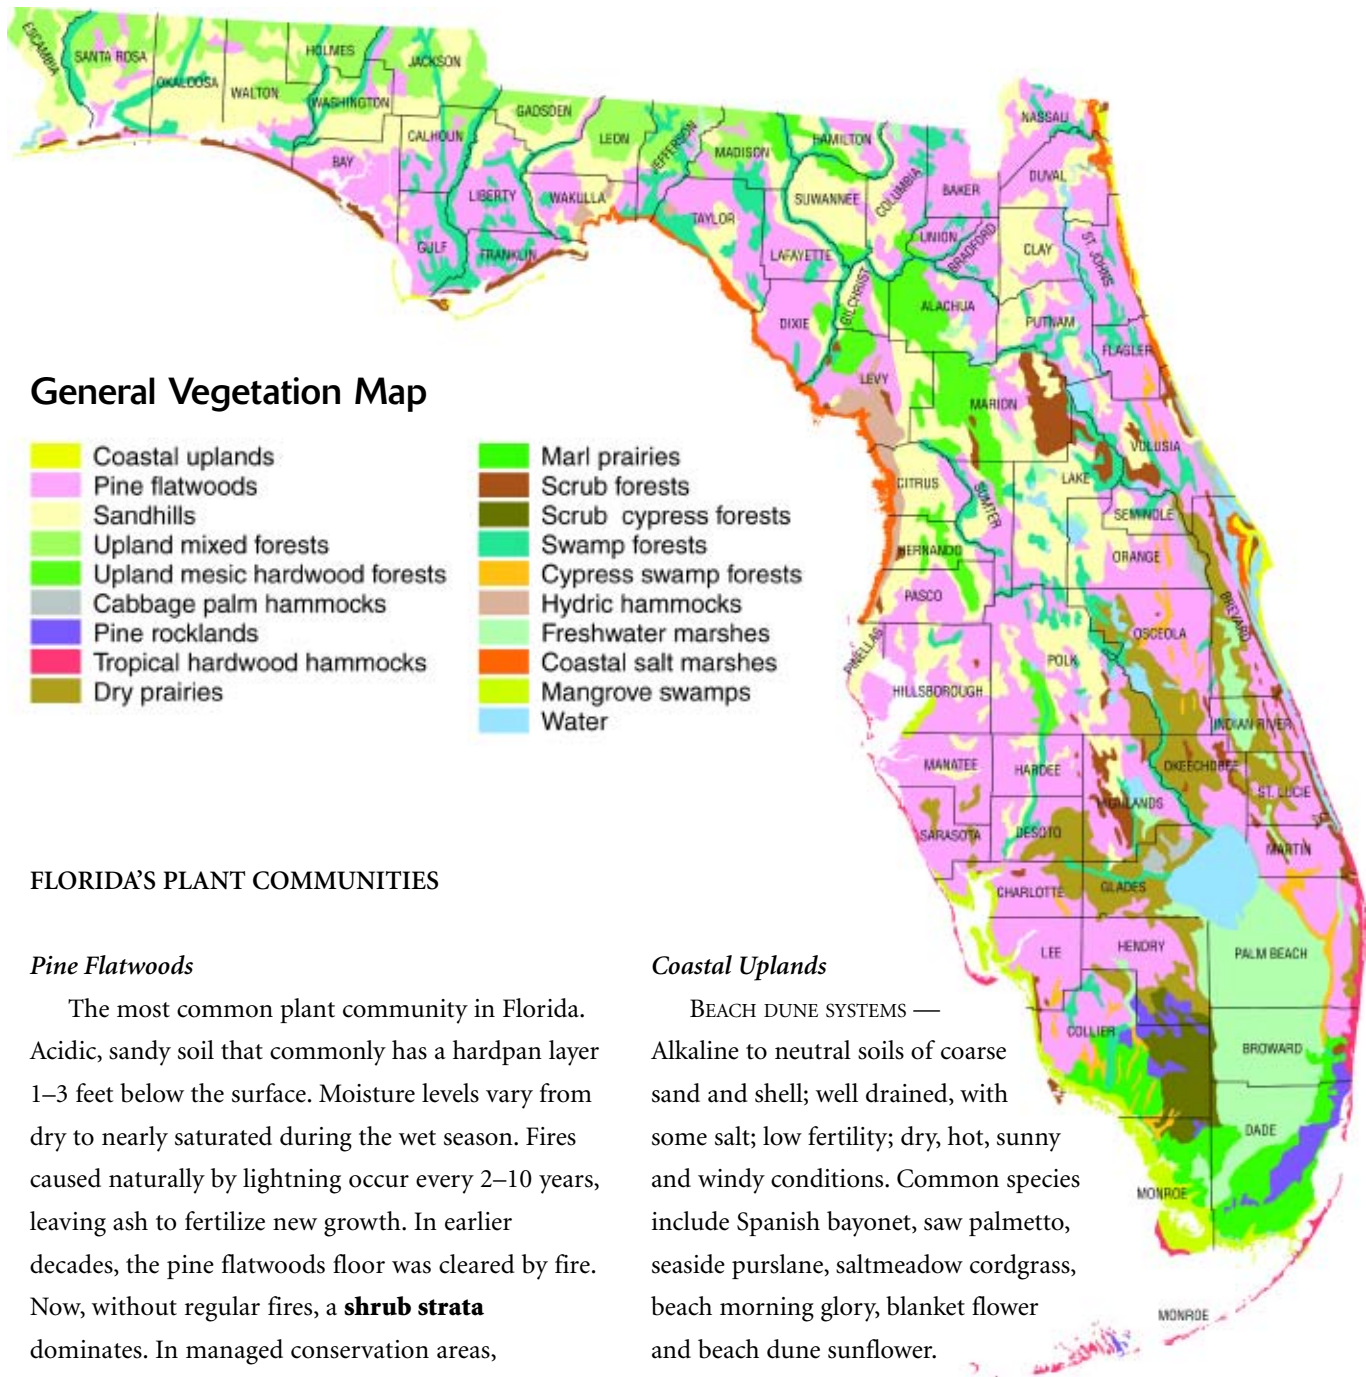 ESCAMBIA
SANTA ROSA
OKALOOSA
WALTON
HOLMES
WASHINGTON
JACKSON
BAY
CALHOUN
GULF
LIBERTY
GADSDEN
FRANKLIN
LEON
WAKULLA
JEFFERSON
MADISON
TAYLOR
HAMILTON
SUWANNEE
LAFAYETTE
DIXIE
COLUMBIA
GILCHRIST
BAKER
UNION
BRADFORD
ALACHUA
LEVY
NASSAU
DUVAL
CLAY
ST. JOHNS
PUTNAM
FLAGLER
MARION
VOLUSIA
CITRUS
SUMTER
LAKE
SEMINOLE
HERNANDO
ORANGE
PASCO
BREVARD
OSCEOLA
PINELLAS
HILLSBOROUGH
POLK
INDIAN RIVER
MANATEE
HARDEE
OKEECHOBEE
HIGHLANDS
ST. LUCIE
SARASOTA
DESOTO
MARTIN
CHARLOTTE
GLADES
LEE
HENDRY
PALM BEACH
COLLIER
BROWARD
DADE
MONROE
MONROE
General Vegetation Map
Coastal uplands
Pine flatwoods
Sandhills
Upland mixed forests
Upland mesic hardwood forests
Cabbage palm hammocks
Pine rocklands
Tropical hardwood hammocks
Dry prairies
Marl prairies
Scrub forests
Scrub cypress forests
Swamp forests
Cypress swamp forests
Hydric hammocks
Freshwater marshes
Coastal salt marshes
Mangrove swamps
Water
FLORIDA’S PLANT COMMUNITIES
Pine Flatwoods
The most common plant community in Florida.
Acidic, sandy soil that commonly has a hardpan layer
1–3 feet below the surface. Moisture levels vary from
dry to nearly saturated during the wet season. Fires
caused naturally by lightning occur every 2–10 years,
leaving ash to fertilize new growth. In earlier
decades, the pine flatwoods floor was cleared by fire.
Now, without regular fires, a shrub strata
dominates. In managed conservation areas,
Coastal Uplands
BEACH DUNE SYSTEMS —
Alkaline to neutral soils of coarse
sand and shell; well drained, with
some salt; low fertility; dry, hot, sunny
and windy conditions. Common species
include Spanish bayonet, saw palmetto,
seaside purslane, saltmeadow cordgrass,
beach morning glory, blanket flower
and beach dune sunflower.